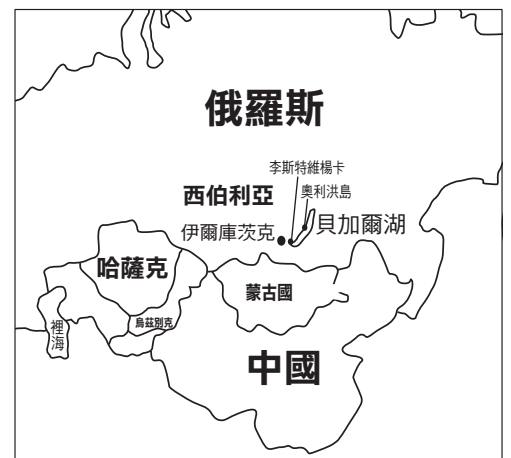 俄羅斯
李斯特維楊卡
西伯利亞
奧利洪島
伊爾庫茨克
貝加爾湖
哈薩克
蒙古國
烏茲別克
裡海
中國